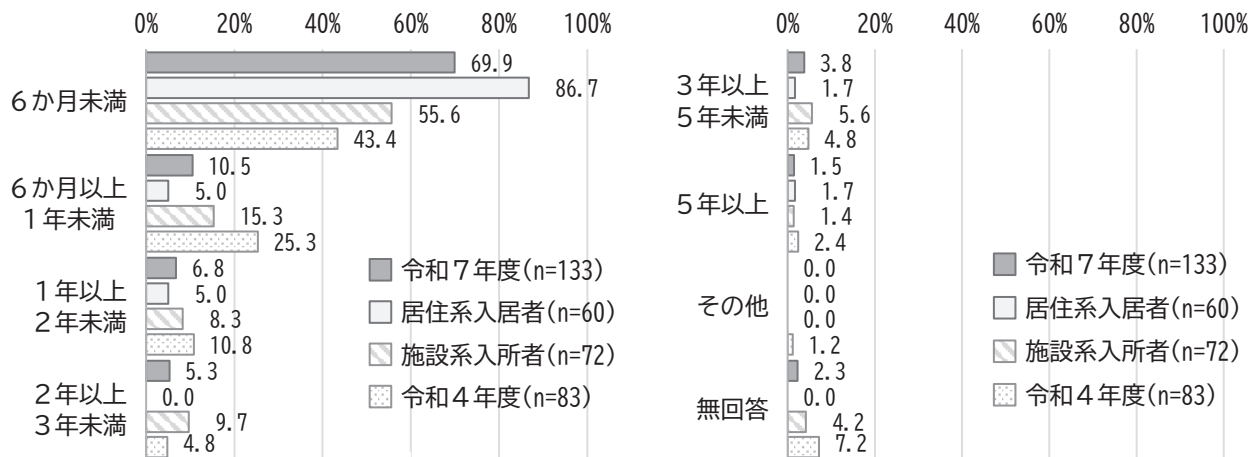 0% 20% 40% 60% 80% 100%
6か月未満
69.9
86.7
55.6
43.4
6か月以上
1年未満
10.5
5.0
15.3
25.3
1年以上
2年未満
6.8
5.0
8.3
10.8
2年以上
3年未満
5.3
0.0
9.7
4.8
令和7年度(n=133)
居住系入居者(n=60)
施設系入所者(n=72)
令和4年度(n=83)
0% 20% 40% 60% 80% 100%
3年以上
5年未満
3.8
1.7
5.6
4.8
5年以上
1.5
1.7
1.4
2.4
その他
0.0
0.0
0.0
1.2
無回答
2.3
0.0
4.2
7.2
令和7年度(n=133)
居住系入居者(n=60)
施設系入所者(n=72)
令和4年度(n=83)